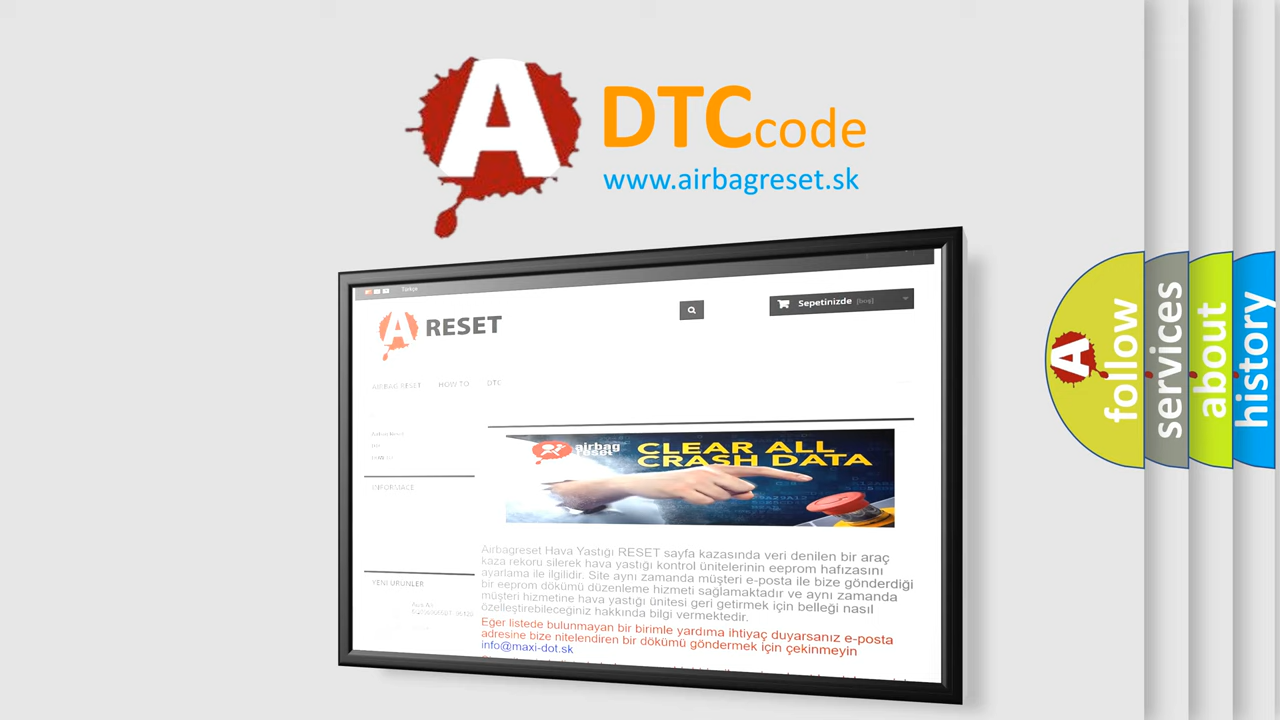 A DTC code
www.airbagreset.sk
Türkçe
A RESET
Sepetinizde [boş]
AIRBAG RESET HOW TO DTC
INFORMACE
YENI ÜRÜNLER
airbag
reset
CLEAR ALL
CRASH DATA
Airbagreset Hava Yastığı RESET sayfa kazasında veri denilen bir araç
kaza rekoru silerek hava yastığı kontrol ünitelerinin eeprom hafızasını
ayarlama ile ilgilidir. Site aynı zamanda müşteri e-posta ile bize gönderdiği
bir eeprom dökümü düzenleme hizmeti sağlamaktadır ve aynı zamanda
müşteri hizmetine hava yastığı ünitesi geri getirmek için belleği nasıl
özelleştirebileceğiniz hakkında bilgi vermektedir.
Eğer listede bulunmayan bir birimle yardıma ihtiyaç duyarsanız e-posta
adresine bize nitelendiren bir dökümü göndermek için çekinmeyin
info@maxi-dot.sk
A follow
services
about
history